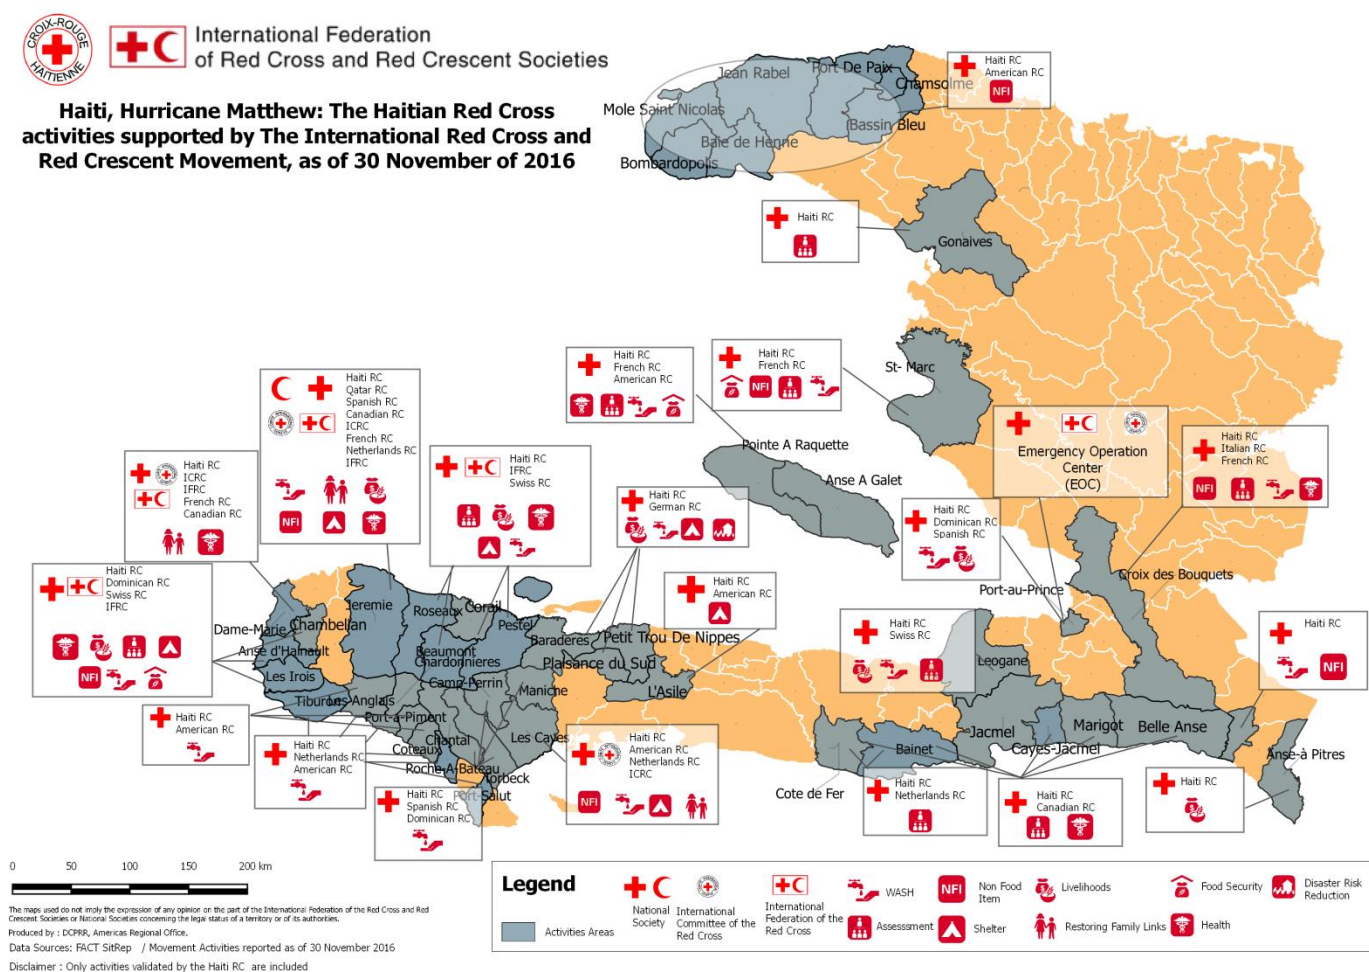 CROIX-ROUGE
HAITIENNE
International Federation
of Red Cross and Red Crescent Societies
Haiti, Hurricane Matthew: The Haitian Red Cross
activities supported by The International Red Cross and
Red Crescent Movement, as of 30 November of 2016
Jean Rabel
Port De Paix
Chamsolme
Mole Saint Nicolas
Bassin Bleu
Baie de Henne
Bombardopolis
Haiti RC
American RC
NFI
Haiti RC
Gonaives
Haiti RC
French RC
American RC
Haiti RC
French RC
NFI
St- Marc
Pointe A Raquette
Anse A Galet
Emergency Operation
Center
(EOC)
Haiti RC
Italian RC
French RC
NFI
Haiti RC
Qatar RC
Spanish RC
Canadian RC
ICRC
French RC
Netherlands RC
IFRC
NFI
Haiti RC
IFRC
Swiss RC
Haiti RC
ICRC
IFRC
French RC
Canadian RC
Haiti RC
German RC
Haiti RC
Dominican RC
Spanish RC
Haiti RC
Dominican RC
Swiss RC
IFRC
NFI
Haiti RC
American RC
Port-au-Prince
Croix des Bouquets
Haiti RC
Swiss RC
Haiti RC
NFI
Jeremie
Roseaux
Corail
Pestel
Dame-Marie
Chambellan
Anse d'Hainault
Les Irois
Tiburon
Les Anglais
Beaumont
Chardonnieres
Camp-Perrin
Port-a-Piment
Maniche
Chantal
Coteaux
Les Cayes
Roche-A-Bateau
Torbeck
Port-Salut
Baraderes
Petit Trou De Nippes
Plaisance du Sud
L'Asile
Leogane
Jacmel
Bainet
Cayes-Jacmel
Marigot
Belle Anse
Anse-à Pitres
Cote de Fer
Haiti RC
American RC
Haiti RC
Netherlands RC
American RC
Haiti RC
Spanish RC
Dominican RC
Haiti RC
American RC
Netherlands RC
ICRC
NFI
Haiti RC
Netherlands RC
Haiti RC
Canadian RC
Haiti RC
0 50 100 150 200 km
The maps used do not imply the expression of any opinion on the part of the International Federation of the Red Cross and Red
Crescent Societies or National Societies concerning the legal status of a territory or of its authorities.
Produced by : DCPRR, Americas Regional Office.
Data Sources: FACT SitRep / Movement Activities reported as of 30 November 2016
Disclaimer : Only activities validated by the Haiti RC are included
Legend
Activities Areas
National
Society
International
Committee of the
Red Cross
International
Federation of the
Red Cross
WASH
Assesssment
NFI
Non Food
Item
Shelter
Livelihoods
Restoring Family Links
Food Security
Health
Disaster Risk
Reduction